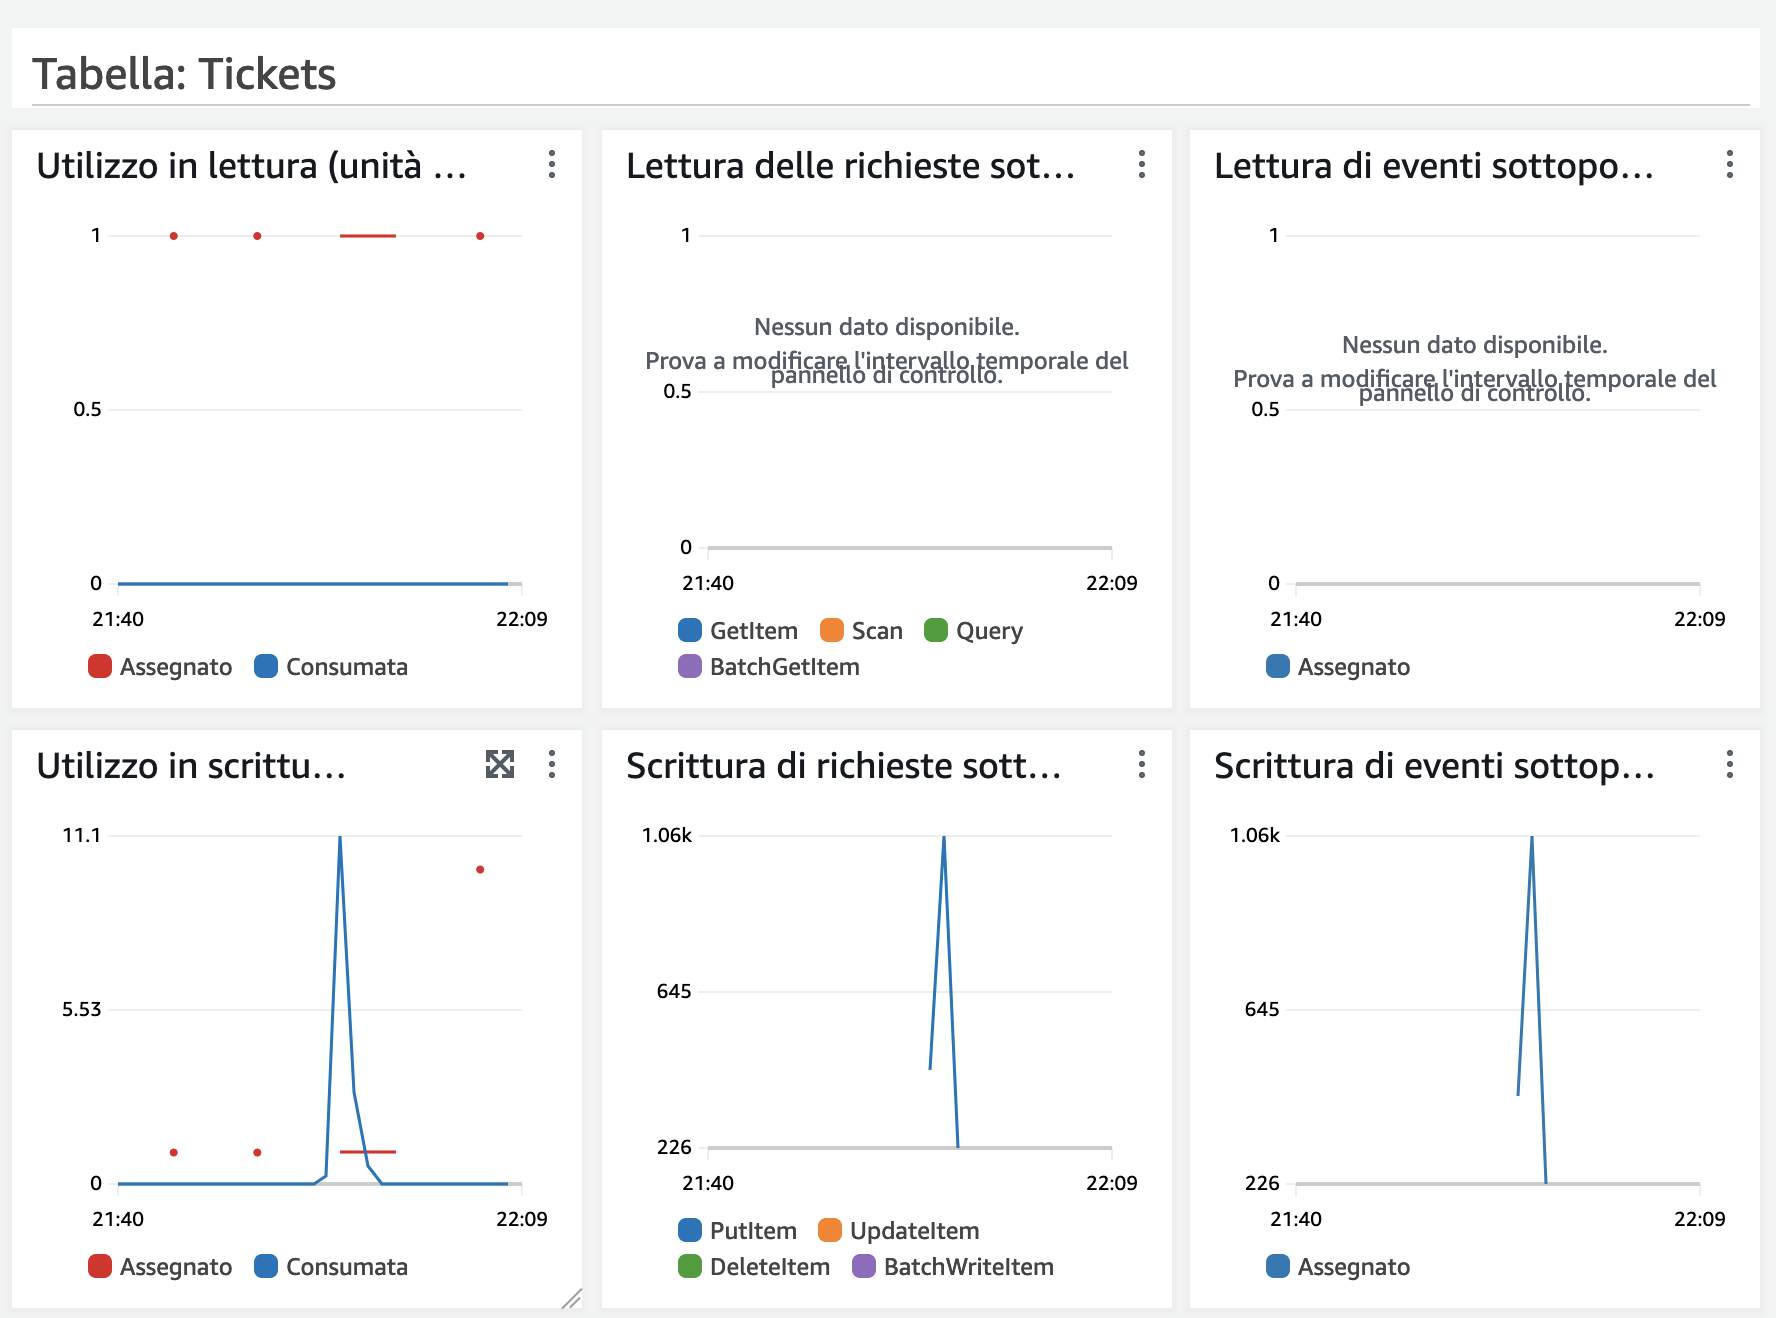 Tabella: Tickets
Utilizzo in lettura (unità ...
1
0.5
0
21:40
22:09
Assegnato
Consumata
Lettura delle richieste sot...
1
Nessun dato disponibile.
Prova a modificare l'intervallo temporale del
pannello di controllo.
0.5
0
21:40
22:09
GetItem
Scan
Query
BatchGetItem
Lettura di eventi sottopo...
1
Nessun dato disponibile.
Prova a modificare l'intervallo temporale del
pannello di controllo.
0.5
0
21:40
22:09
Assegnato
Utilizzo in scrittu...
11.1
5.53
0
21:40
22:09
Assegnato
Consumata
Scrittura di richieste sott...
1.06k
645
226
21:40
22:09
PutItem
UpdateItem
DeleteItem
BatchWriteItem
Scrittura di eventi sottop...
1.06k
645
226
21:40
22:09
Assegnato